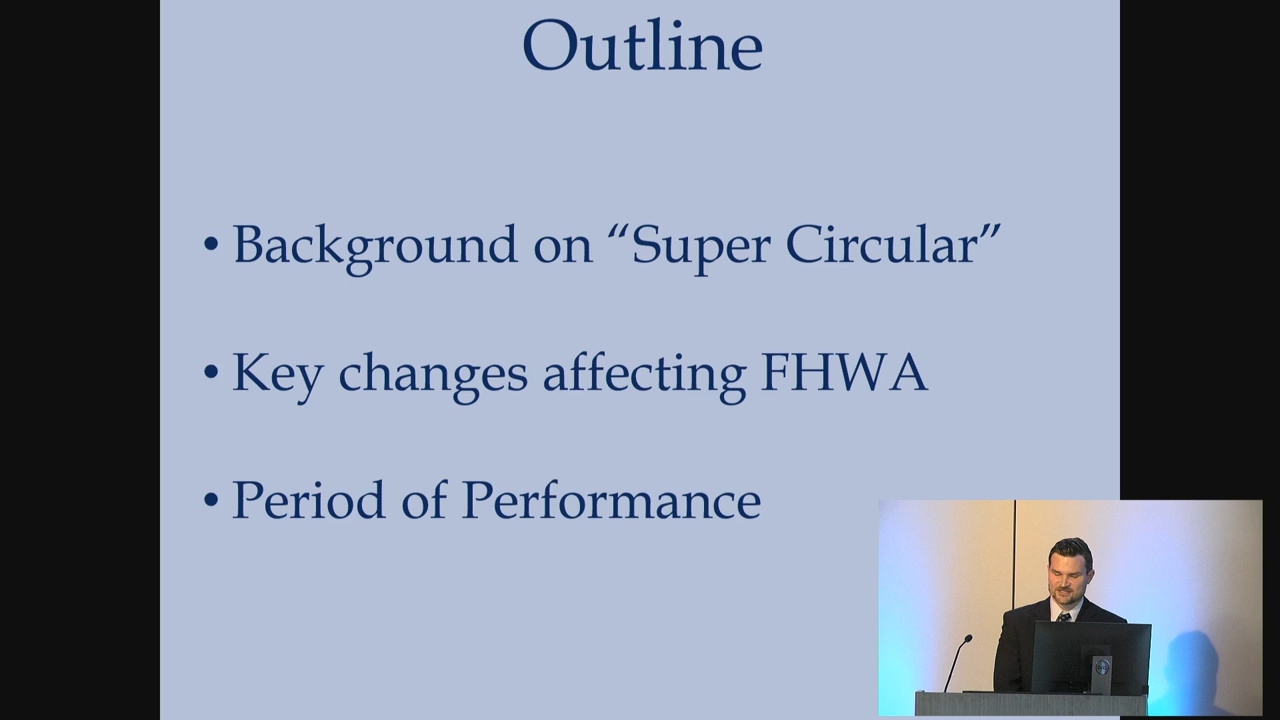 Outline
• Background on “Super Circular”
• Key changes affecting FHWA
• Period of Performance